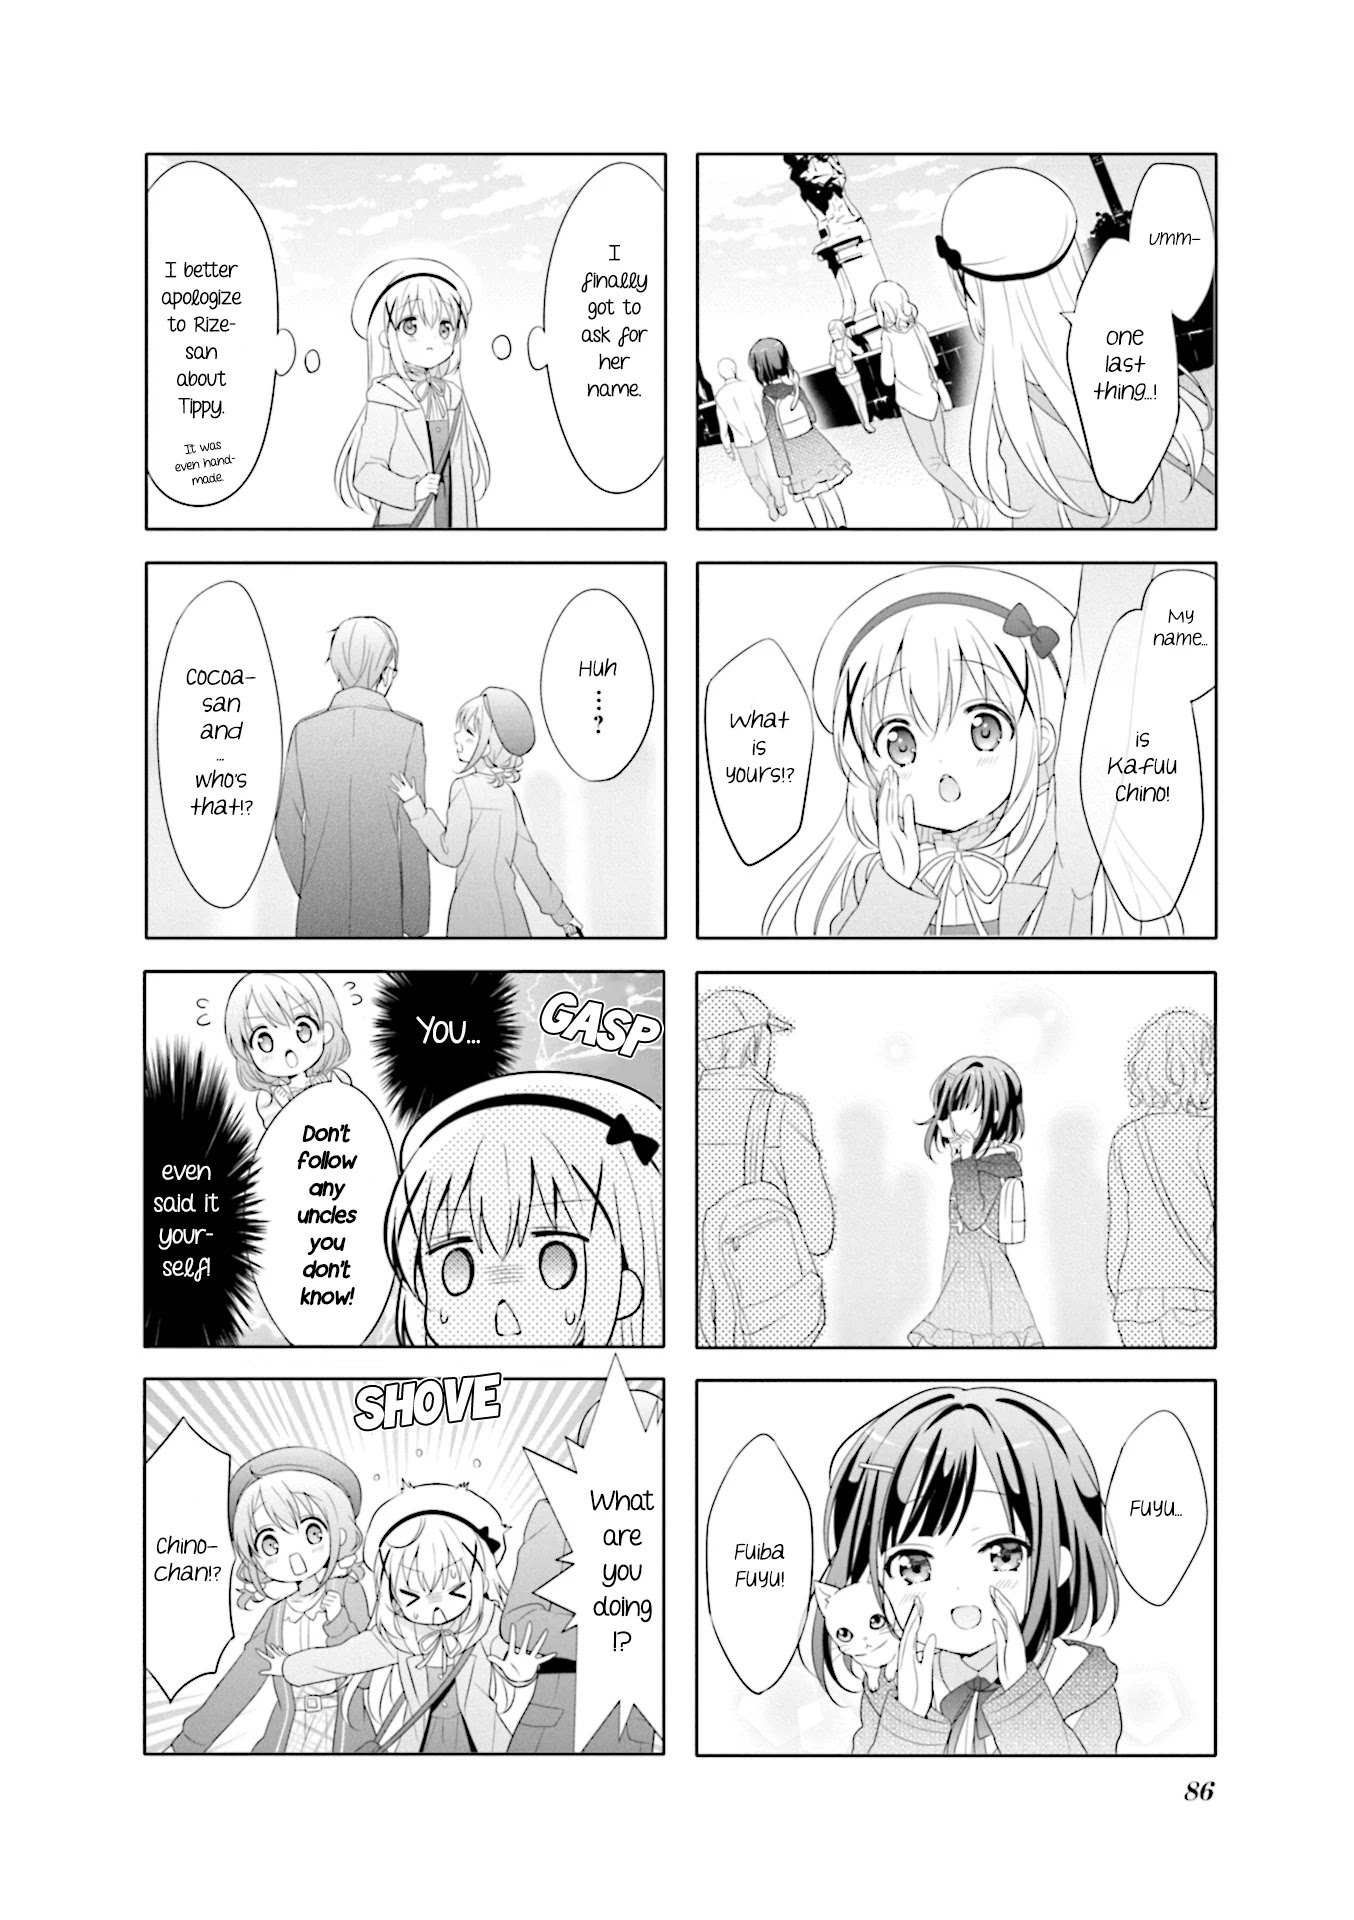 Umm-
one
last
thing...!
My
name...
is
Kafuu
Chino!
What
is
yours!?
Fuyu...
Fuiba
Fuyu!
I
finally
got to
ask for
her
name.
I better
apologize
to Rize-
san
about
Tippy.
It was
even hand-
made.
Huh
...?
Cocoa-
san
and
...
who's
that!?
GASP
You...
Don't
follow
any
uncles
you
don't
know!
even
said it
your-
self!
SHOVE
What
are
you
doing
!?
Chino-
chan!?
86